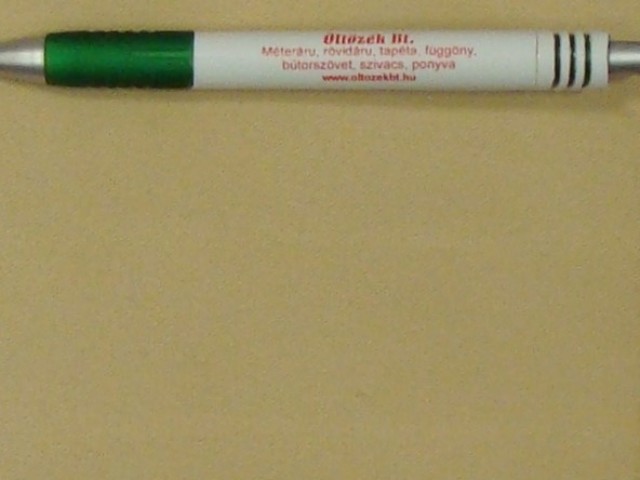 Öltözék Bt.
Méteráru, rövidáru, tapéta, függöny,
bútorszövet, szivacs, ponyva
www.oltozekbt.hu